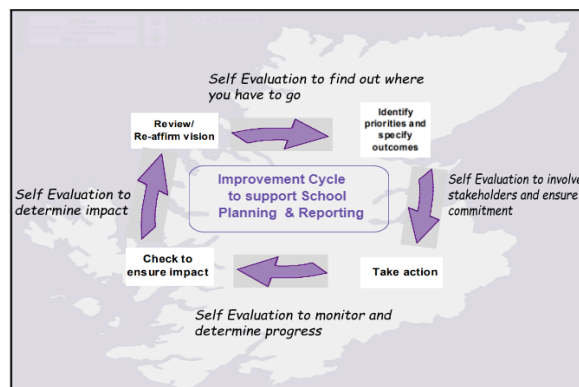 Self Evaluation to find out where
you have to go
Review/
Re-affirm vision
Identify
priorities and
specify
outcomes
Self Evaluation to
determine impact
Improvement Cycle
to support School
Planning & Reporting
Self Evaluation to involve
stakeholders and ensure
commitment
Check to
ensure impact
Take action
Self Evaluation to monitor and
determine progress